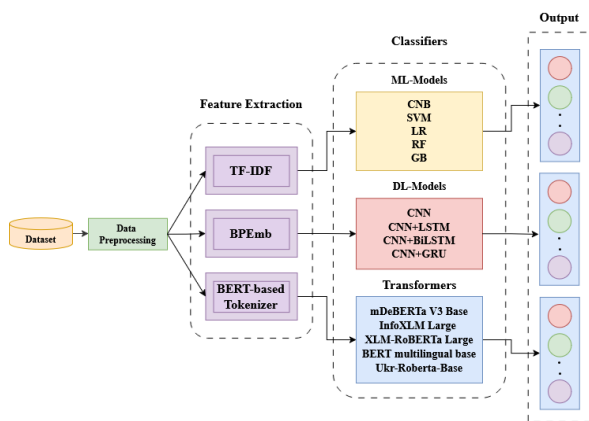 Output
Classifiers
ML-Models
Feature Extraction
CNB
SVM
LR
RF
GB
TF-IDF
DL-Models
Dataset
Data
Preprocessing
BPEmb
CNN
CNN+LSTM
CNN+BiLSTM
CNN+GRU
BERT-based
Tokenizer
Transformers
mDeBERTa V3 Base
InfoXLM Large
XLM-RoBERTa Large
BERT multilingual base
Ukr-Roberta-Base